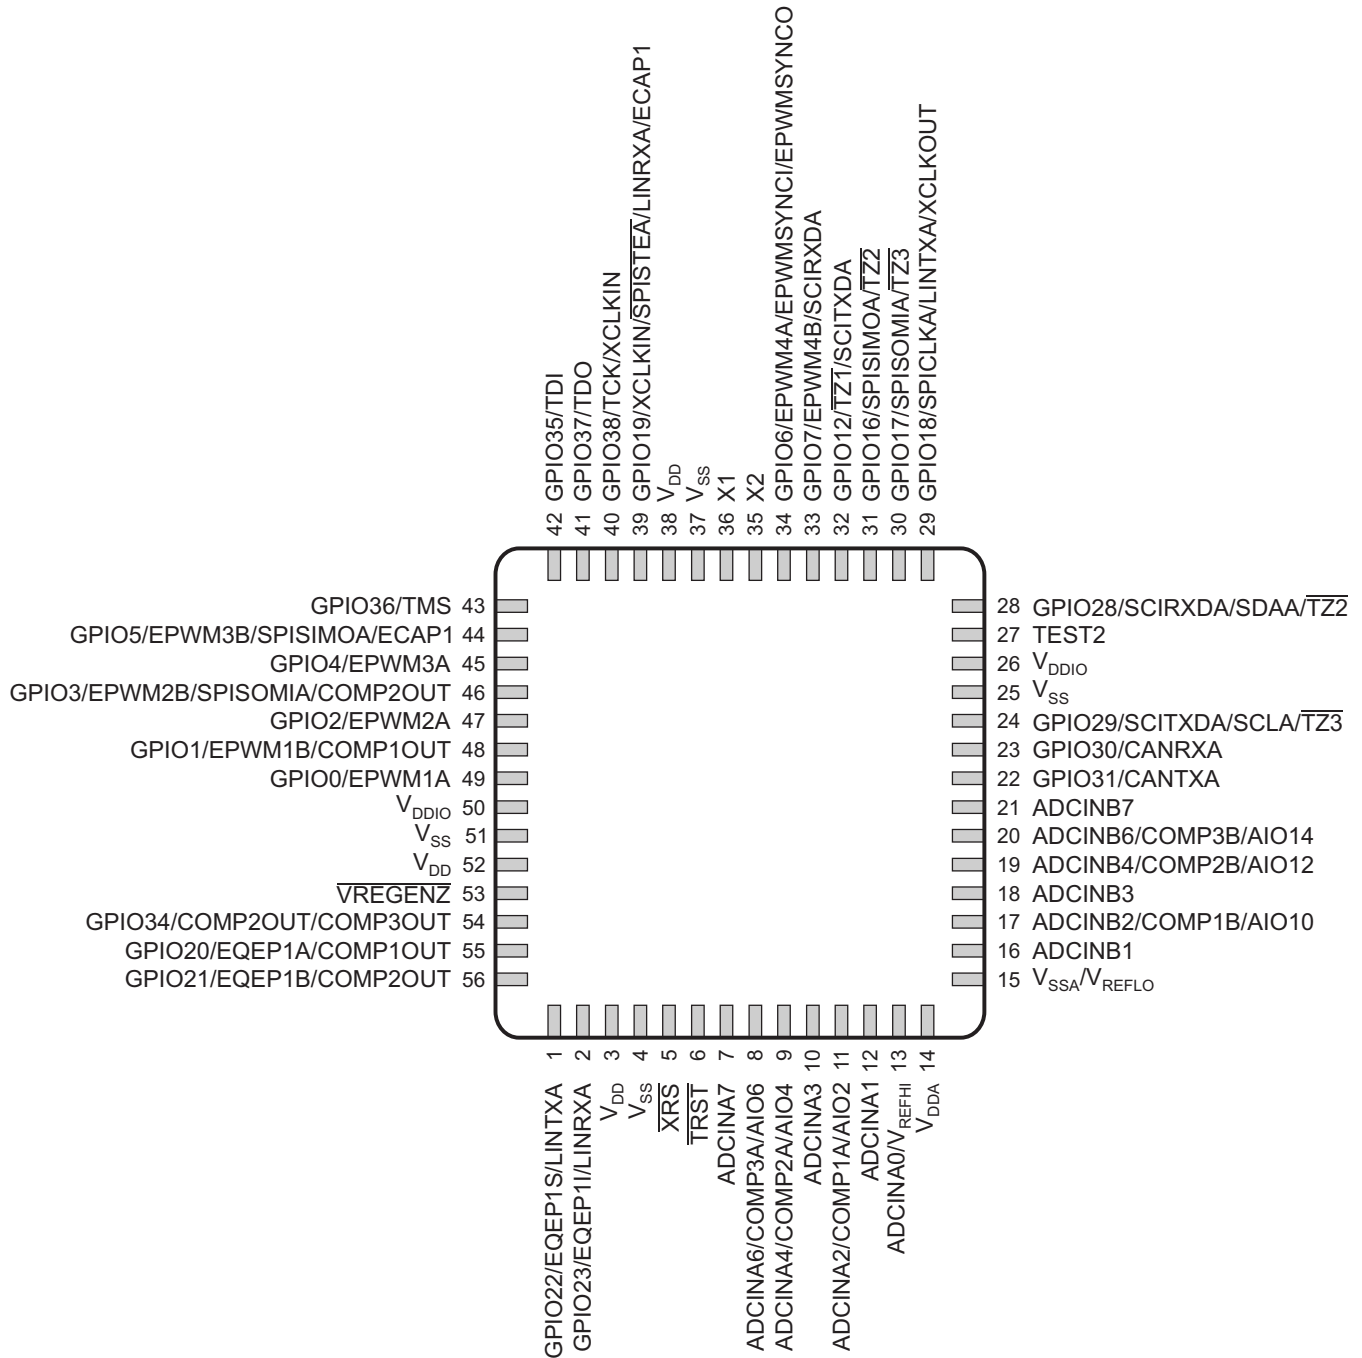 42 GPIO35/TDI
41 GPIO37/TDO
40 GPIO38/TCK/XCLKIN
39 GPIO19/XCLKIN/SPISTEA/LINRXA/ECAP1
38 VDD
37 VSS
36 X1
35 X2
34 GPIO6/EPWM4A/EPWMSYNCI/EPWMSYNCO
33 GPIO7/EPWM4B/SCIRXDA
32 GPIO12/TZ1/SCITXDA
31 GPIO16/SPISIMOA/TZ2
30 GPIO17/SPISOMIA/TZ3
29 GPIO18/SPICLKA/LINTXA/XCLKOUT
GPIO36/TMS 43
GPIO5/EPWM3B/SPISIMOA/ECAP1 44
GPIO4/EPWM3A 45
GPIO3/EPWM2B/SPISOMIA/COMP2OUT 46
GPIO2/EPWM2A 47
GPIO1/EPWM1B/COMP1OUT 48
GPIO0/EPWM1A 49
VDDIO 50
VSS 51
VDD 52
VREGENZ 53
GPIO34/COMP2OUT/COMP3OUT 54
GPIO20/EQEP1A/COMP1OUT 55
GPIO21/EQEP1B/COMP2OUT 56
28 GPIO28/SCIRXDA/SDAA/TZ2
27 TEST2
26 VDDIO
25 VSS
24 GPIO29/SCITXDA/SCLA/TZ3
23 GPIO30/CANRXA
22 GPIO31/CANTXA
21 ADCINB7
20 ADCINB6/COMP3B/AIO14
19 ADCINB4/COMP2B/AIO12
18 ADCINB3
17 ADCINB2/COMP1B/AIO10
16 ADCINB1
15 VSSA/VREFLO
GPIO22/EQEP1S/LINTXA 1
GPIO23/EQEP1I/LINRXA 2
VDD 3
VSS 4
XRS 5
TRST 6
ADCINA7 7
ADCINA6/COMP3A/AIO6 8
ADCINA4/COMP2A/AIO4 9
ADCINA3 10
ADCINA2/COMP1A/AIO2 11
ADCINA1 12
ADCINA0/VREFHI 13
VDDA 14